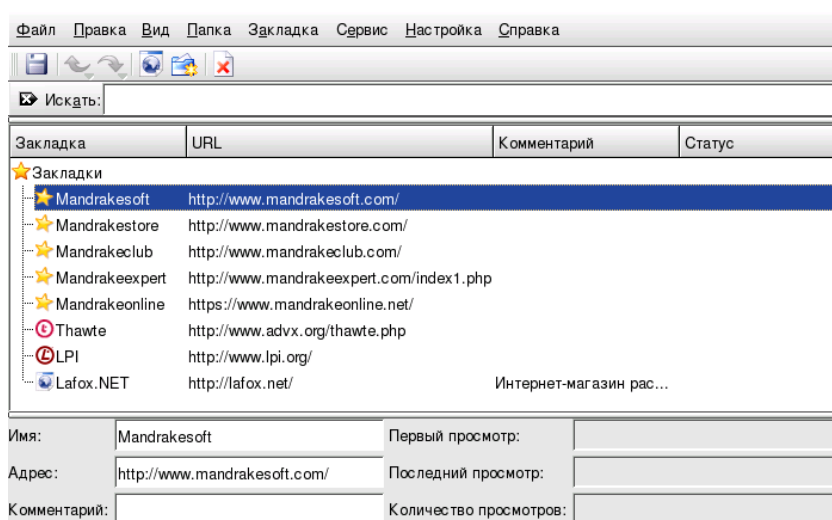 Файл Правка Вид Папка Закладка Сервис Настройка Справка
Искать:
Закладка URL Комментарий Статус
Закладки
Mandrakesoft http://www.mandrakesoft.com/
Mandrakestore http://www.mandrakestore.com/
Mandrakeclub http://www.mandrakeclub.com/
Mandrakeexpert http://www.mandrakeexpert.com/index1.php
Mandrakeonline https://www.mandrakeonline.net/
Thawte http://www.advx.org/thawte.php
LPI http://www.lpi.org/
Lafox.NET http://lafox.net/ Интернет-магазин рас...
Имя: Mandrakesoft Первый просмотр:
Адрес: http://www.mandrakesoft.com/ Последний просмотр:
Комментарий: Количество просмотров: